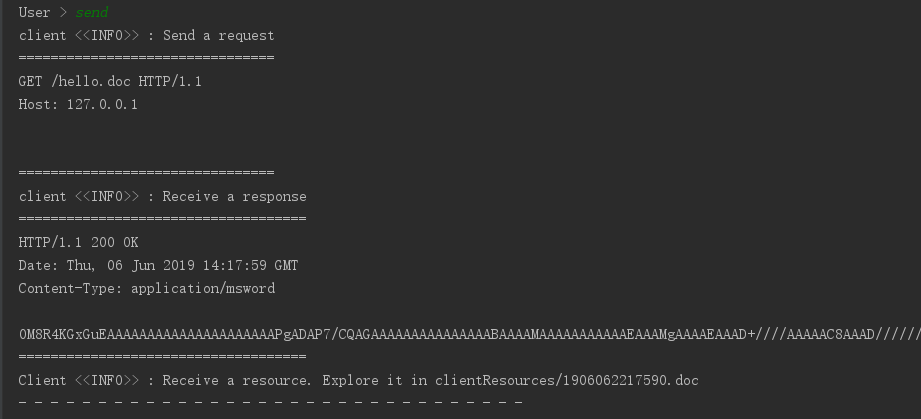 User > send
client <<INFO>> : Send a request
================================
GET /hello.doc HTTP/1.1
Host: 127.0.0.1
================================
client <<INFO>> : Receive a response
====================================
HTTP/1.1 200 OK
Date: Thu, 06 Jun 2019 14:17:59 GMT
Content-Type: application/msword
0M8R4KGxGuEAAAAAAAAAAAAAAAAAAAAAPgADAP7/CQAGAAAAAAAAAAAAAAABAAAAMAAAAAAAAAAAEAAAMgAAAAEAAAD+////AAAAAC8AAAD//////
====================================
Client <<INFO>> : Receive a resource. Explore it in clientResources/1906062217590.doc
- - - - - - - - - - - - - - - - - - - - - - - - - - - - - - - -